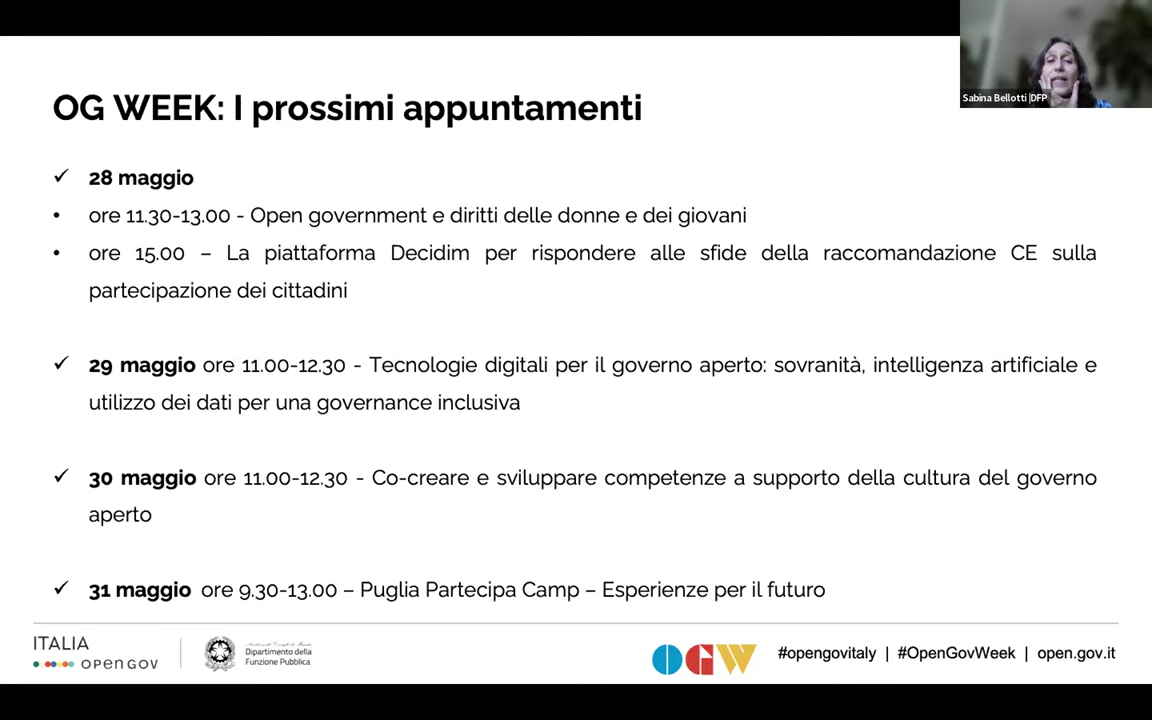 Sabina Bellotti |DFP
OG WEEK: I prossimi appuntamenti
✓ 28 maggio
• ore 11.30-13.00 - Open government e diritti delle donne e dei giovani
• ore 15.00 – La piattaforma Decidim per rispondere alle sfide della raccomandazione CE sulla
partecipazione dei cittadini
✓ 29 maggio ore 11.00-12.30 - Tecnologie digitali per il governo aperto: sovranità, intelligenza artificiale e
utilizzo dei dati per una governance inclusiva
✓ 30 maggio ore 11.00-12.30 - Co-creare e sviluppare competenze a supporto della cultura del governo
aperto
✓ 31 maggio ore 9.30-13.00 – Puglia Partecipa Camp – Esperienze per il futuro
ITALIA
open gov
Dipartimento della
Funzione Pubblica
OGW
#opengovitaly | #OpenGovWeek | open.gov.it